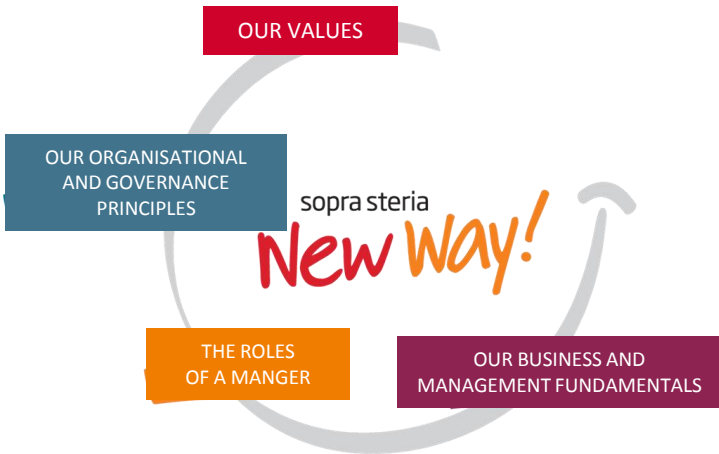 OUR VALUES
OUR ORGANISATIONAL
AND GOVERNANCE
PRINCIPLES
sopra steria
New Way!
THE ROLES
OF A MANGER
OUR BUSINESS AND
MANAGEMENT FUNDAMENTALS